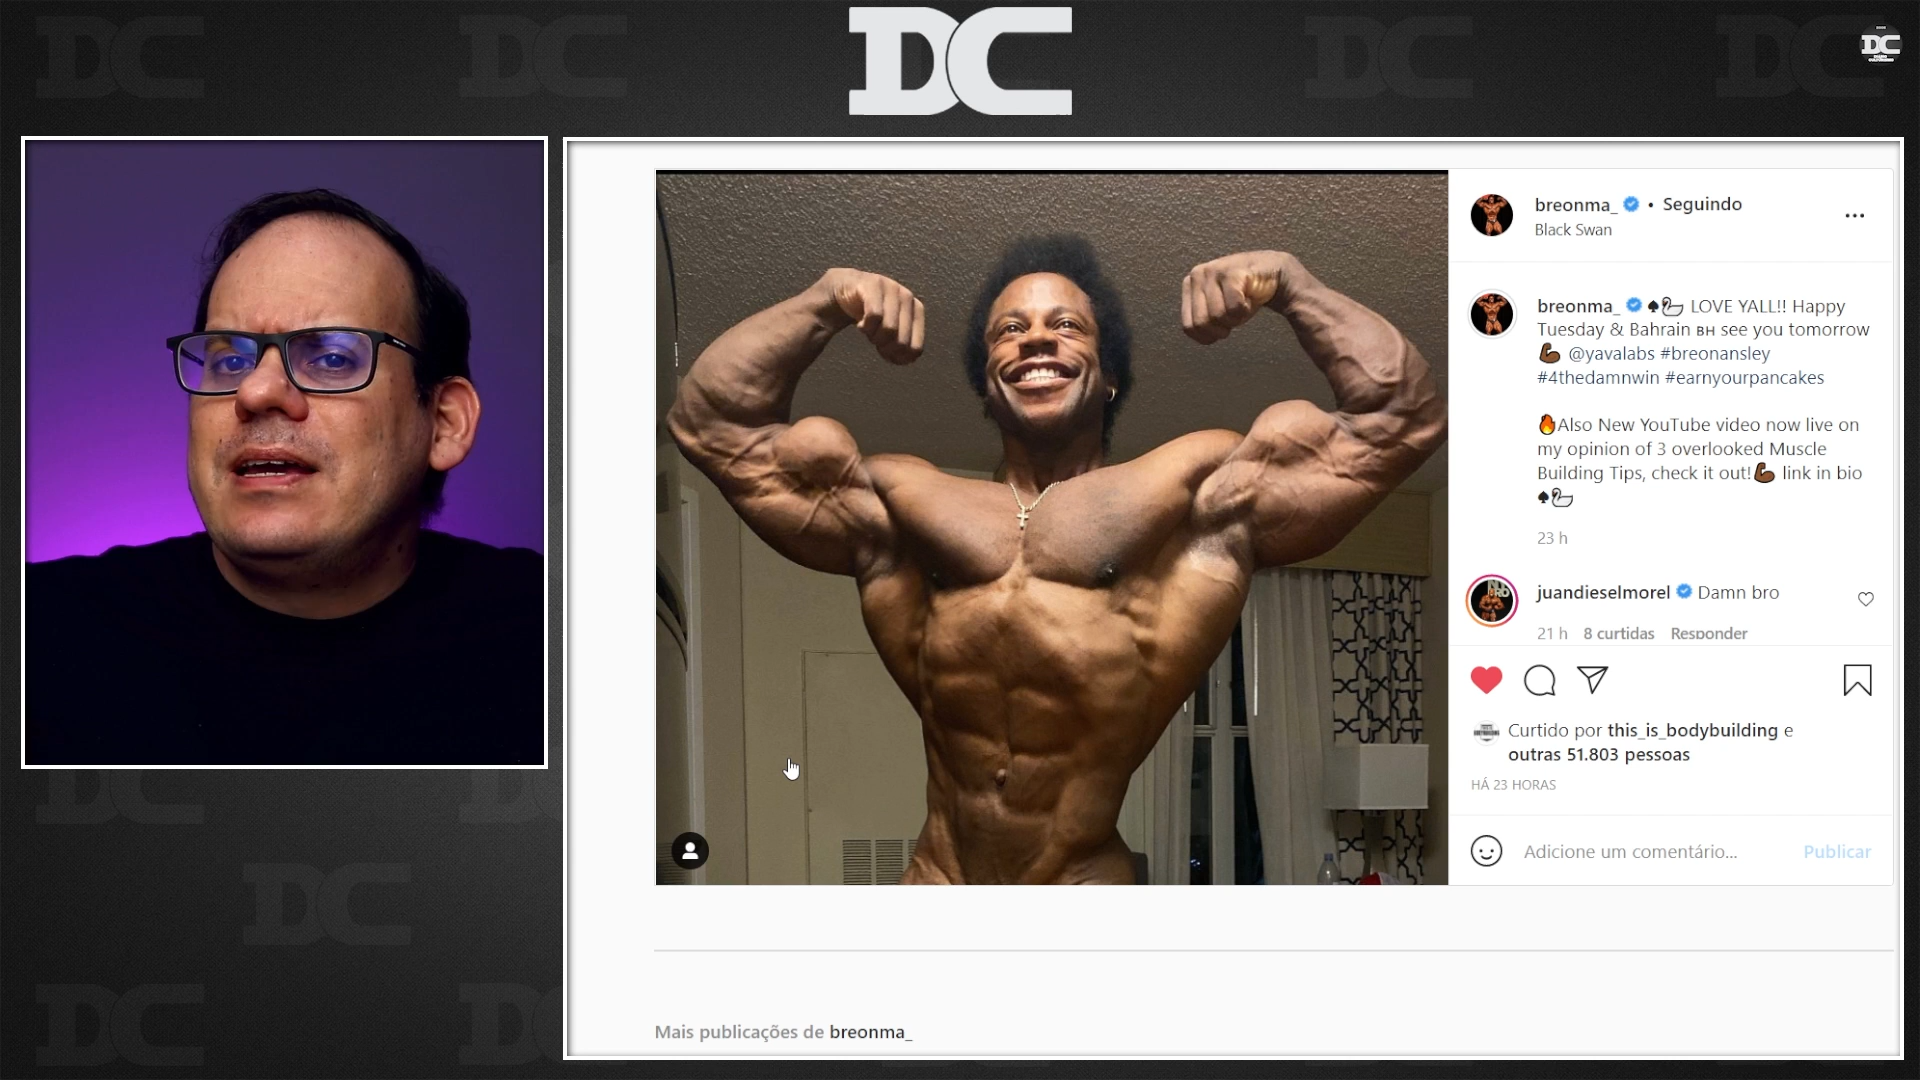 DC
DC
breonma_ • Seguindo
Black Swan
breonma_ ♠️🦢 LOVE YALL!! Happy
Tuesday & Bahrain ʙʜ see you tomorrow
💪🏿 @yavalabs #breonansley
#4thedamnwin #earnyourpancakes
🔥Also New YouTube video now live on
my opinion of 3 overlooked Muscle
Building Tips, check it out!💪🏿 link in bio
♠️🦢
23 h
juandieselmorel Damn bro
21 h 8 curtidas Responder
Curtido por this_is_bodybuilding e
outras 51.803 pessoas
HÁ 23 HORAS
Adicione um comentário... Publicar
Mais publicações de breonma_